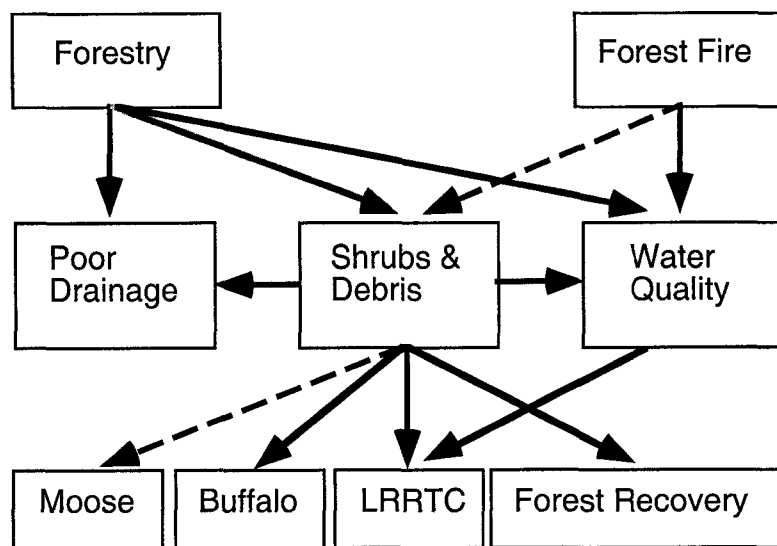 Forestry
Forest Fire
Poor
Drainage
Shrubs &
Debris
Water
Quality
Moose
Buffalo
LRRTC
Forest Recovery